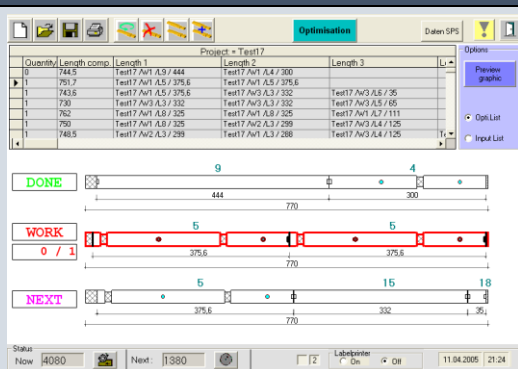 Optimisation
Daten SPS
Project = Test17
Options
Quantity Length comp. Length 1 Length 2 Length 3
0 744,5 Test17 /W1 /L9 / 444 Test17 /W1 /L4 / 300
751,7 Test17 /W1 /L5 / 375,6 Test17 /W1 /L5 / 375,6
1 743,6 Test17 /W1 /L5 / 375,6 Test17 /W3 /L3 / 332 Test17 /W3 /L6 / 35
730 Test17 /W3 /L3 / 332 Test17 /W3 /L3 / 332 Test17 /W3 /L5 / 65
1 762 Test17 /W1 /L8 / 325 Test17 /W1 /L8 / 325 Test17 /W1 /L7 / 111
1 750 Test17 /W1 /L8 / 325 Test17 /W2 /L3 / 299 Test17 /W3 /L4 / 125
1 748,5 Test17 /W2 /L3 / 299 Test17 /W1 /L3 / 288 Test17 /W3 /L4 / 125
Preview
graphic
Opti.List
Input List
DONE
9 4
444 300
770
WORK
0 / 1
5 5
375,6 375,6
770
NEXT
5 15 18
375,6 332 35
770
Status
Now 4080
Next: 1380
2
Labelprinter
On Off
11.04.2005 21:24